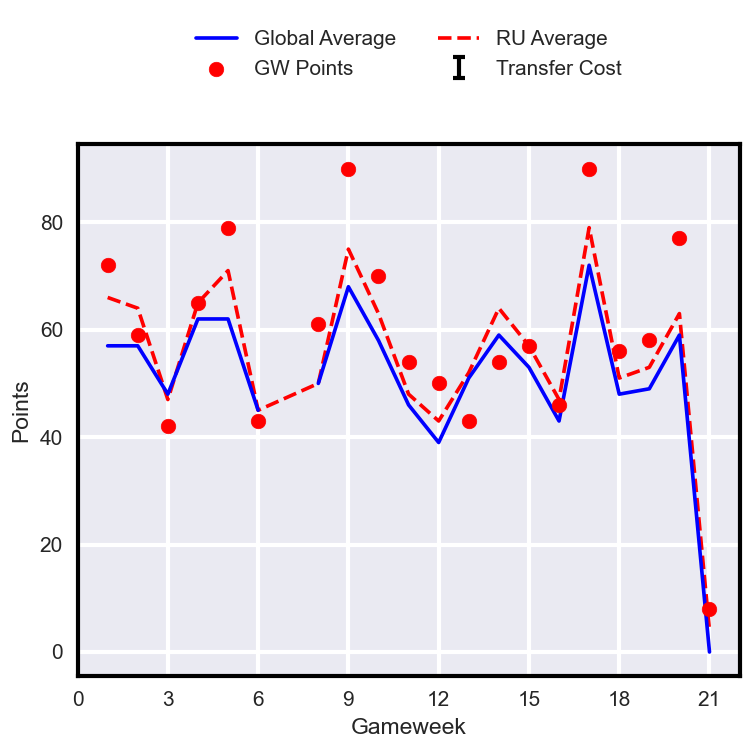 Global Average
RU Average
GW Points
Transfer Cost
Points
80
60
40
20
0
0 3 6 9 12 15 18 21
Gameweek